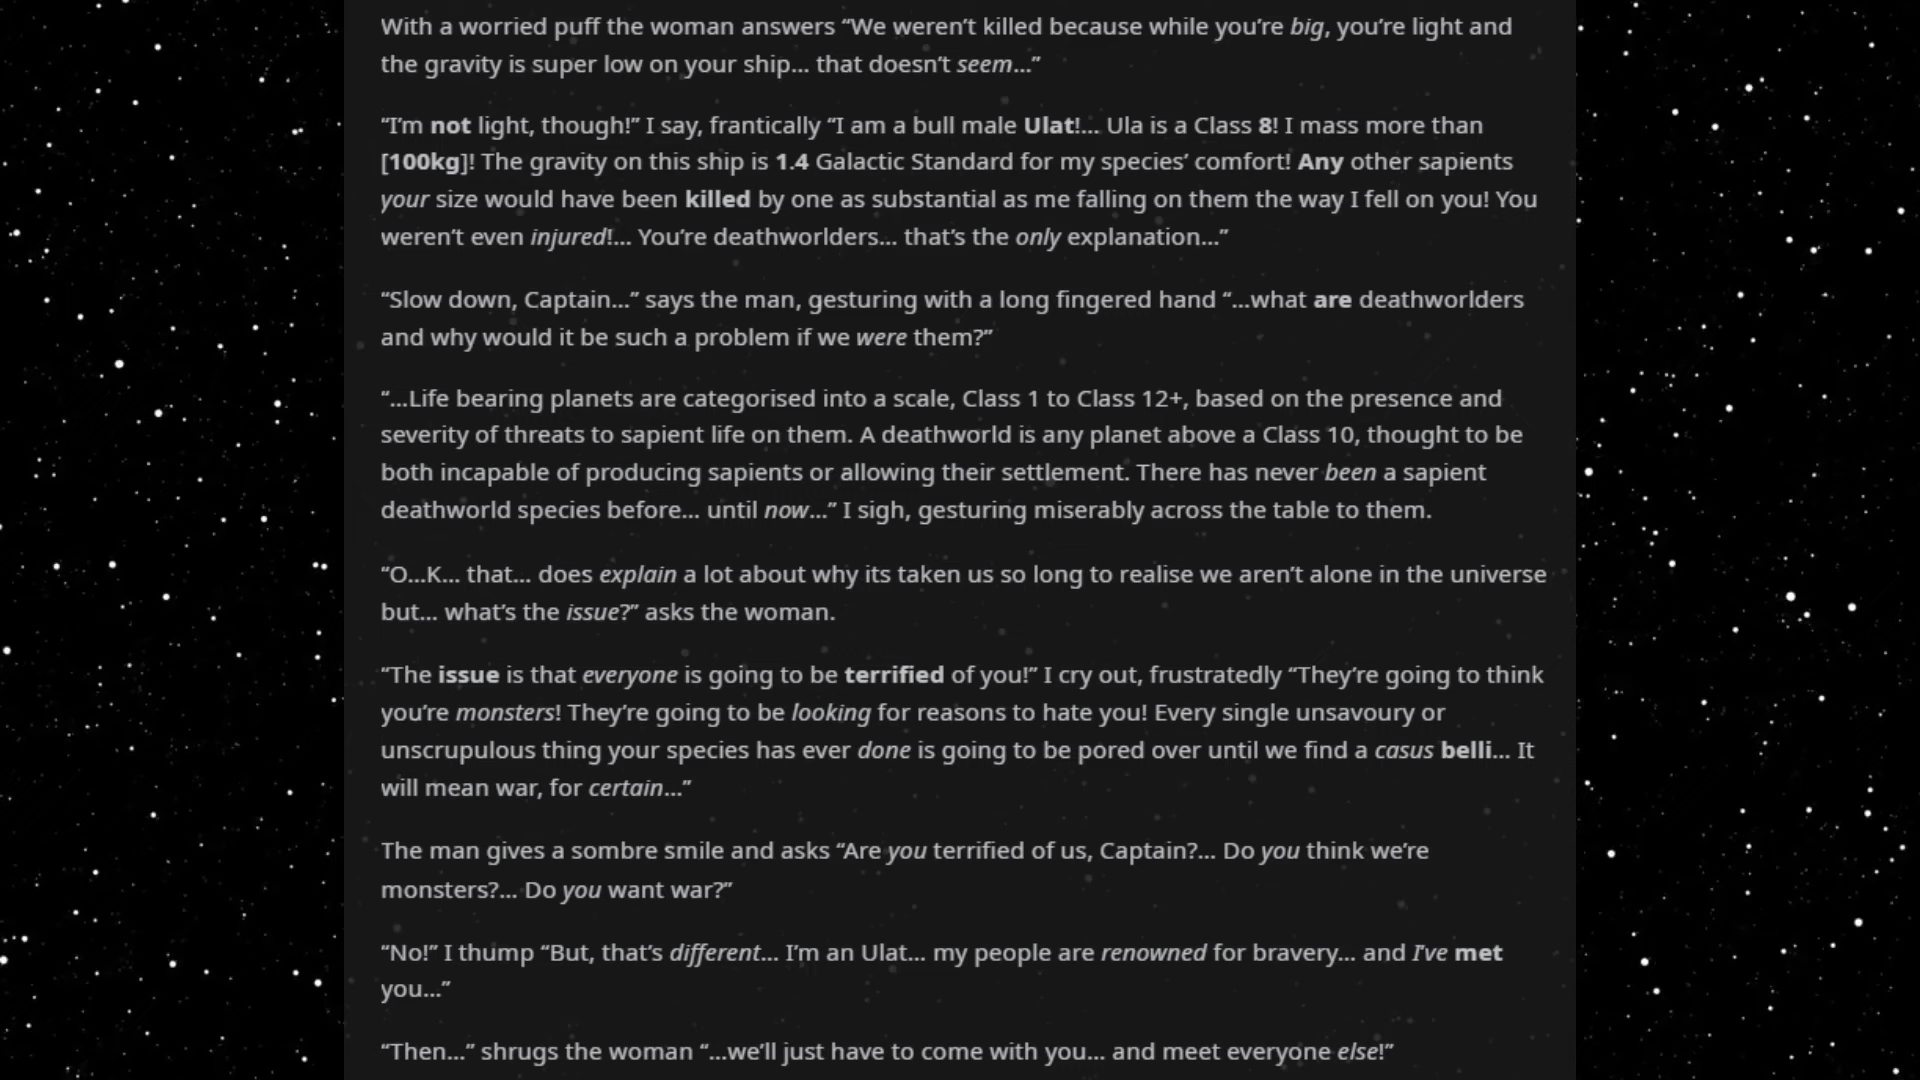 With a worried puff the woman answers “We weren’t killed because while you’re big, you’re light and
the gravity is super low on your ship... that doesn’t seem...”
“I’m not light, though!” I say, frantically “I am a bull male Ulat!... Ula is a Class 8! I mass more than
[100kg]! The gravity on this ship is 1.4 Galactic Standard for my species’ comfort! Any other sapients
your size would have been killed by one as substantial as me falling on them the way I fell on you! You
weren’t even injured!... You’re deathworlders... that’s the only explanation...”
“Slow down, Captain...” says the man, gesturing with a long fingered hand “...what are deathworlders
and why would it be such a problem if we were them?”
“...Life bearing planets are categorised into a scale, Class 1 to Class 12+, based on the presence and
severity of threats to sapient life on them. A deathworld is any planet above a Class 10, thought to be
both incapable of producing sapients or allowing their settlement. There has never been a sapient
deathworld species before... until now...” I sigh, gesturing miserably across the table to them.
“O...K... that... does explain a lot about why its taken us so long to realise we aren’t alone in the universe
but... what’s the issue?” asks the woman.
“The issue is that everyone is going to be terrified of you!” I cry out, frustratedly “They’re going to think
you’re monsters! They’re going to be looking for reasons to hate you! Every single unsavoury or
unscrupulous thing your species has ever done is going to be pored over until we find a casus belli... It
will mean war, for certain...”
The man gives a sombre smile and asks “Are you terrified of us, Captain?... Do you think we’re
monsters?... Do you want war?”
“No!” I thump “But, that’s different... I’m an Ulat... my people are renowned for bravery... and I’ve met
you...”
“Then...” shrugs the woman “...we’ll just have to come with you... and meet everyone else!”